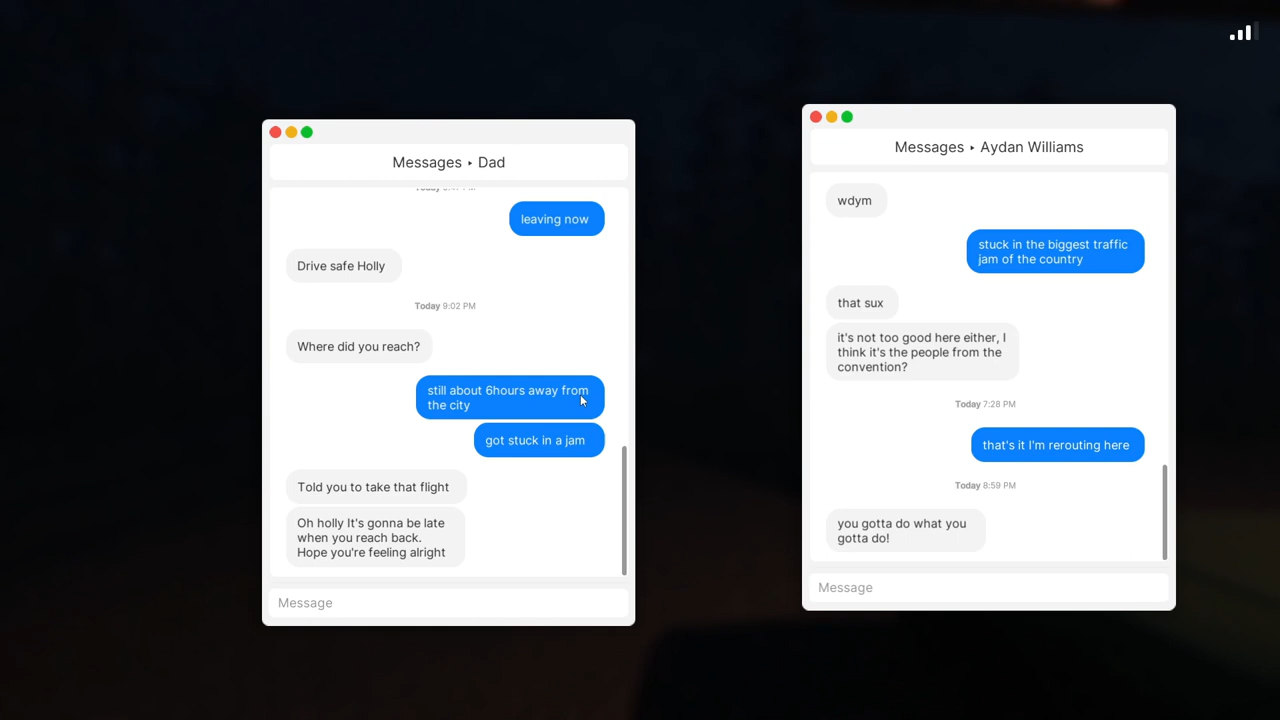 Messages ‣ Dad
leaving now
Drive safe Holly
Today 9:02 PM
Where did you reach?
still about 6hours away from
the city
got stuck in a jam
Told you to take that flight
Oh holly It's gonna be late
when you reach back.
Hope you're feeling alright
Message
Messages ‣ Aydan Williams
wdym
stuck in the biggest traffic
jam of the country
that sux
it's not too good here either, I
think it's the people from the
convention?
Today 7:28 PM
that's it I'm rerouting here
Today 8:59 PM
you gotta do what you
gotta do!
Message